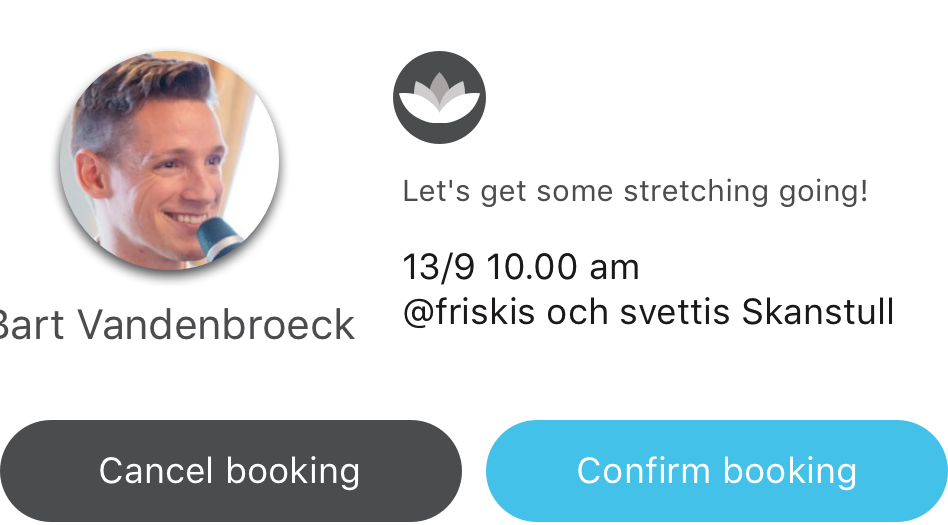 Let's get some stretching going!
13/9 10.00 am
@friskis och svettis Skanstull
Bart Vandenbroeck
Cancel booking
Confirm booking